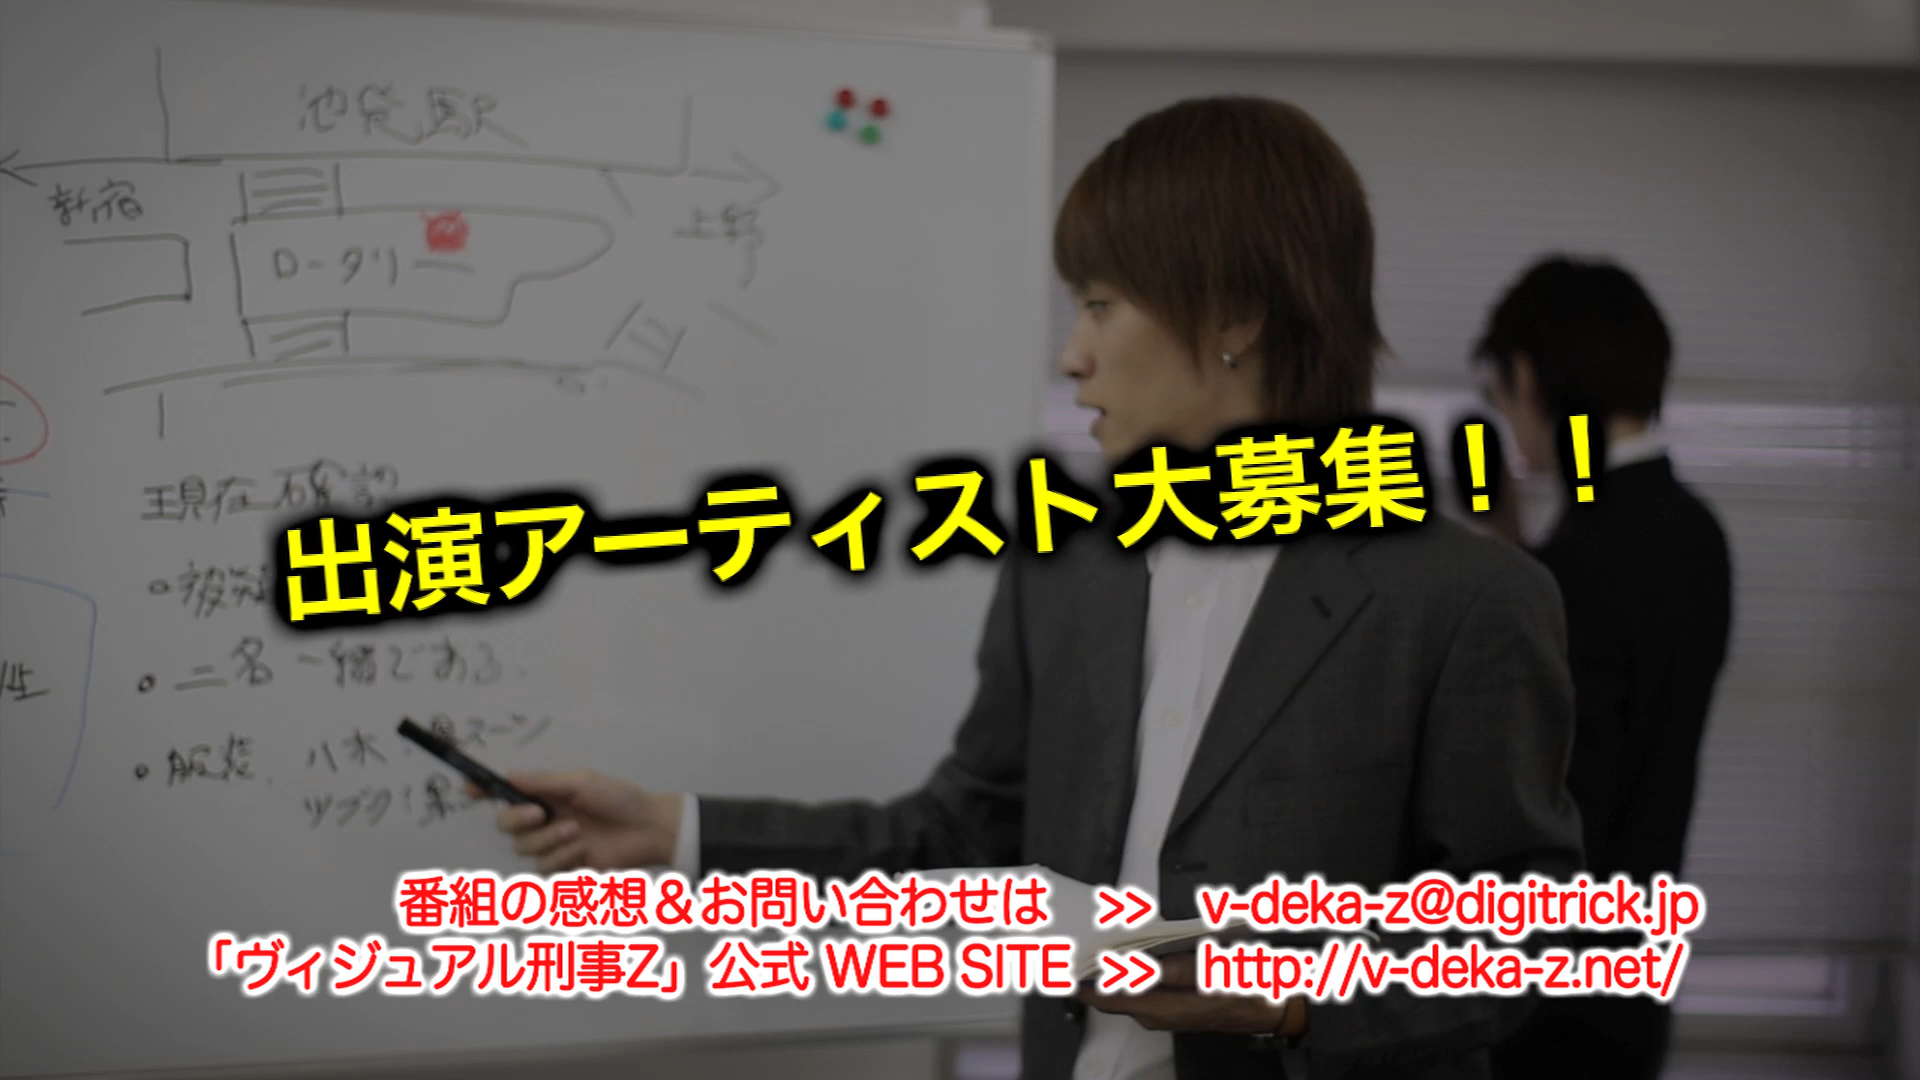 池袋駅
新宿
上野
ロータリー
現在 確認
出演アーティスト大募集！！
・二名一緒である.
・服装.
番組の感想＆お問い合わせは >> v-deka-z@digitrick.jp
「ヴィジュアル刑事Z」公式 WEB SITE >> http://v-deka-z.net/